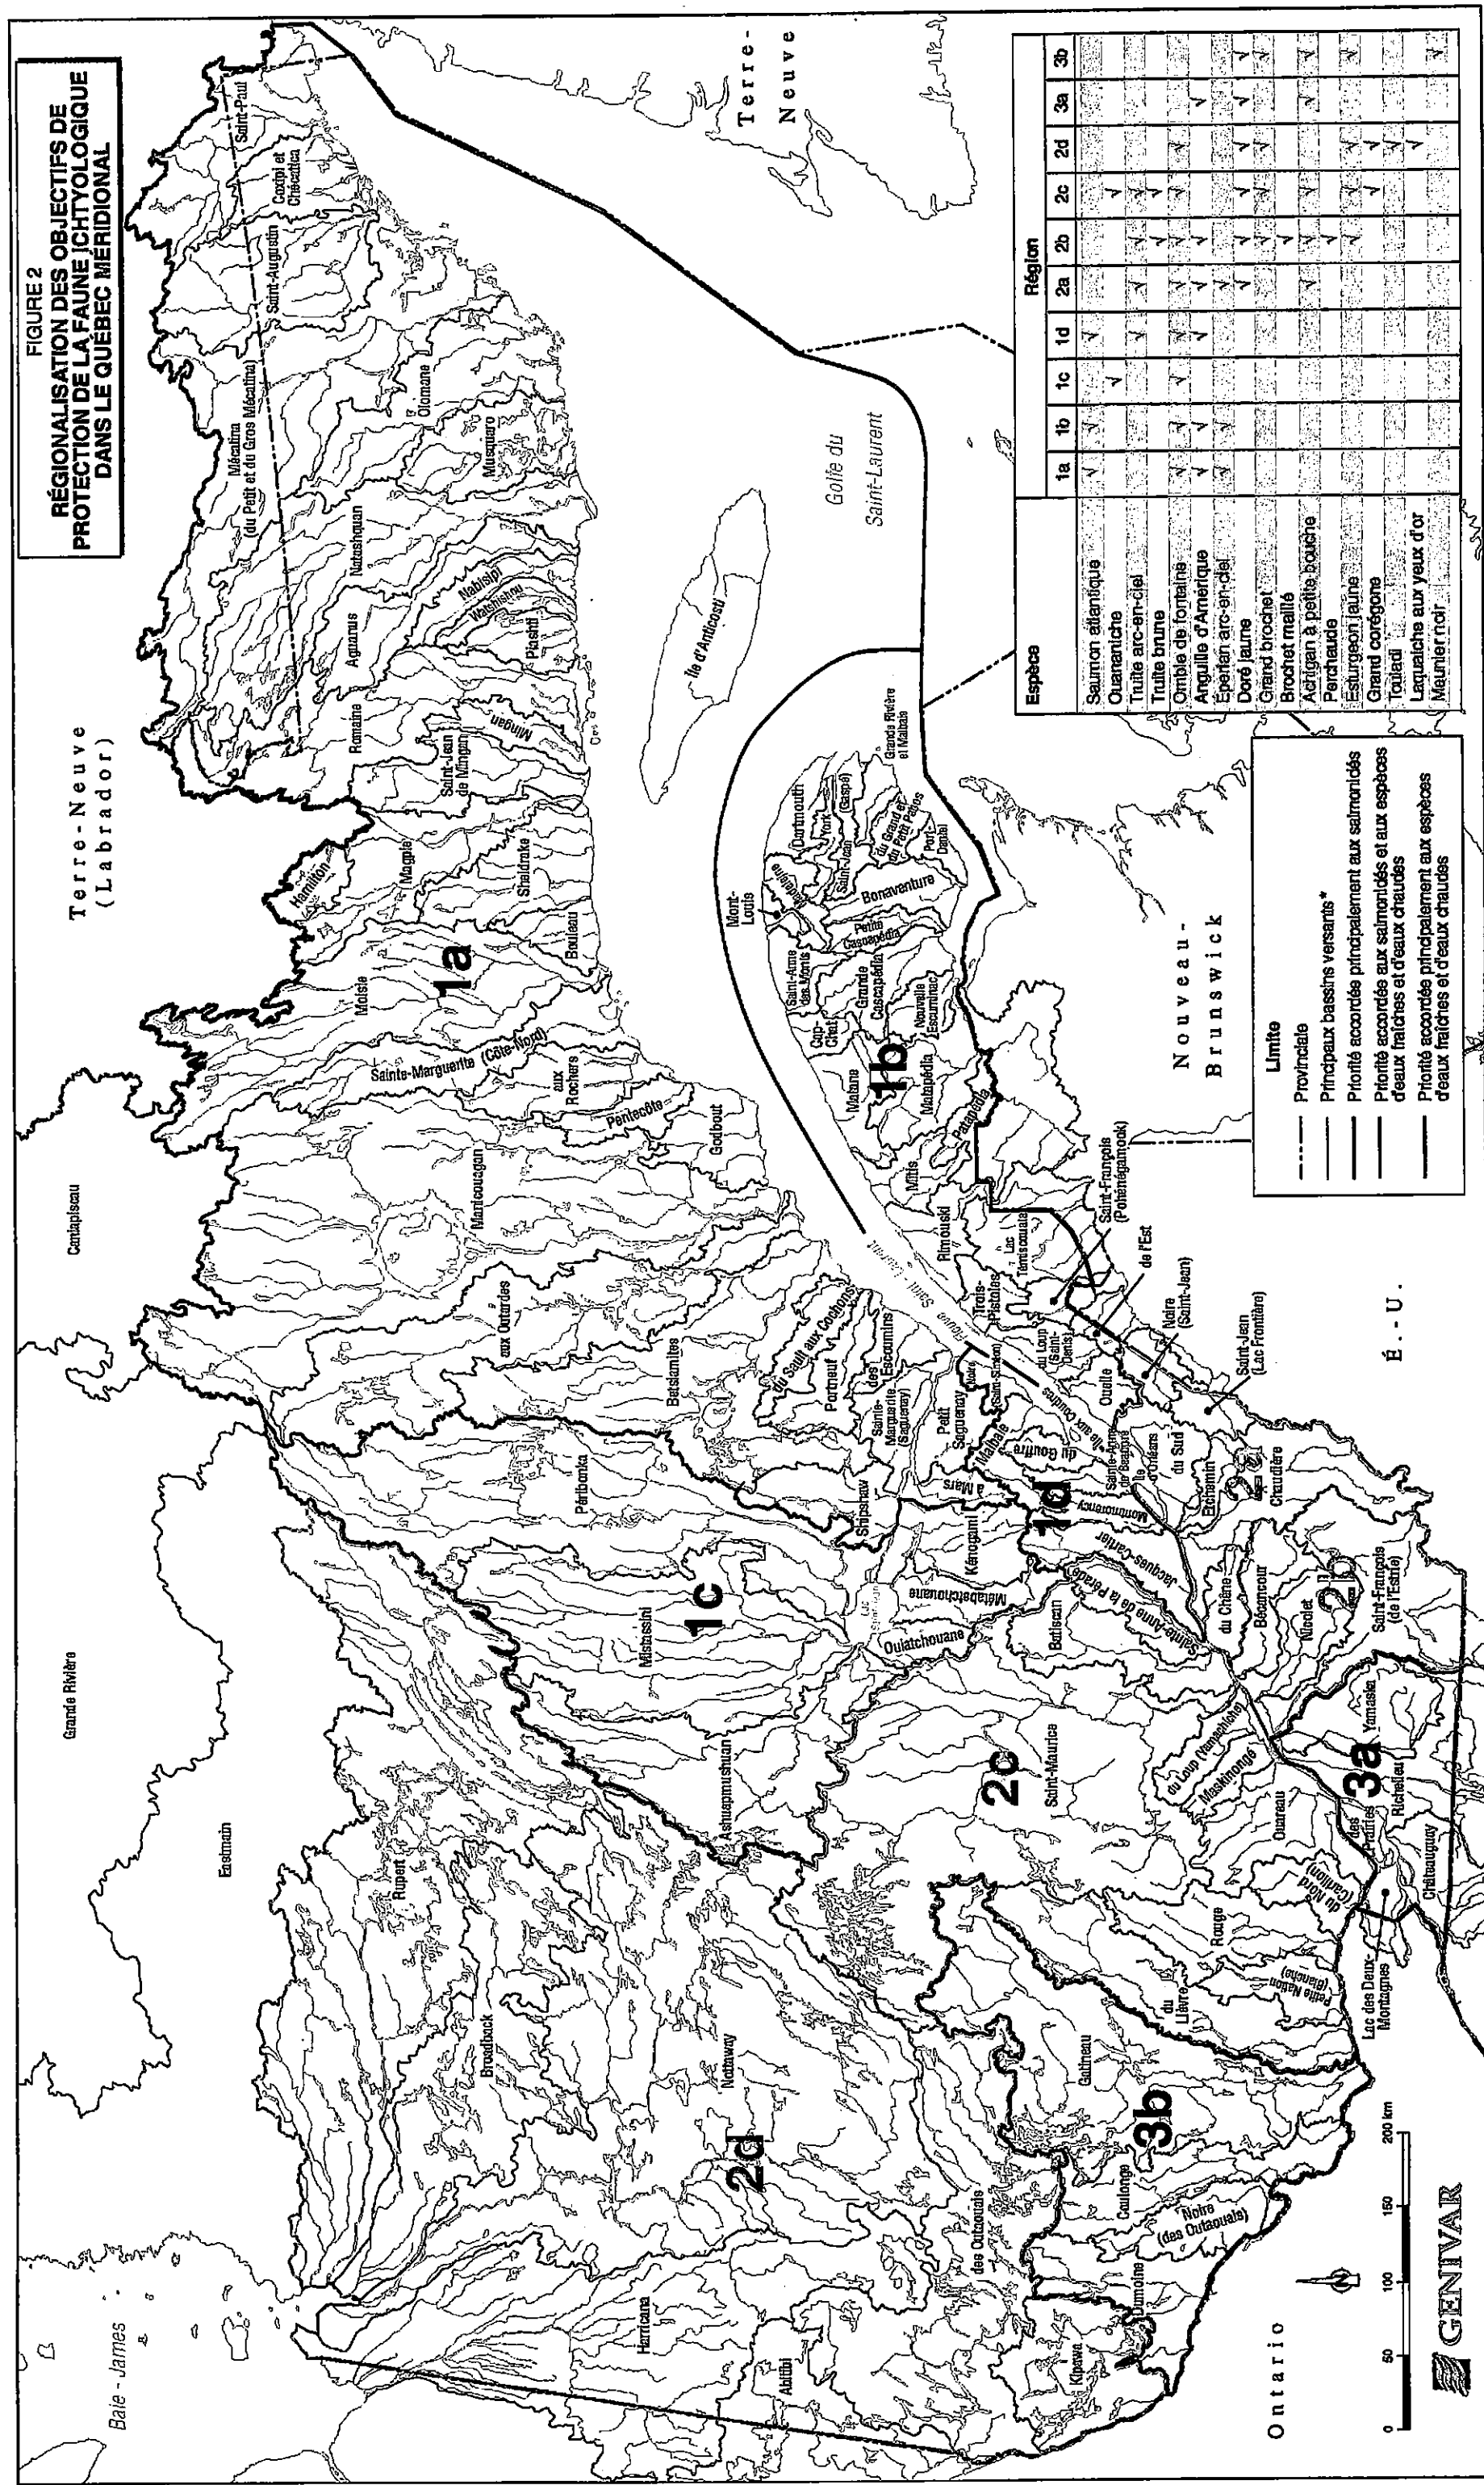 FIGURE 2
RÉGIONALISATION DES OBJECTIFS DE
PROTECTION DE LA FAUNE ICHTYOLOGIQUE
DANS LE QUÉBEC MÉRIDIONAL
Baie - James
Eastmain
Grande Rivière
Caniapiscau
Terre-Neuve
(Labrador)
Terre-
Neuve
Rupert
Broadback
Nottaway
Harricana
Abitibi
2d
Ashuapmushuan
Mistassini
Péribonka
1c
aux Outardes
Manicouagan
Betsiamites
Sainte-Marguerite (Côte-Nord)
aux
Rochers
Pentecôte
Godbout
Moisie
1a
Bouleau
Hamilton
Magpie
Sheldrake
Saint-Jean
de Mingan
Mingan
Romaine
Aguanus
Piashti
Watchishou
Nabisipi
Natashquan
Musquaro
Mécatina
(du Petit et du Gros Mécatina)
Olomane
Saint-Augustin
Coxipi et
Chécatica
Saint-Paul
Île d'Anticosti
Golfe du
Saint-Laurent
du Sault aux Cochons
Portneuf
des
Escoumins
Sainte-
Marguerite
(Saguenay)
Petit
Saguenay
Noire
(Saint-Siméon)
Shipshaw
à Mars
Malbaie
du Gouffre
Île aux Coudres
Kénogami
Lac
Métabetchouane
Ouiatchouane
1d
Montmorency
Sainte-Anne
de Beaupré
Île
d'Orléans
Jacques-Cartier
Sainte-Anne de la Pérade
Batiscan
Fleuve Saint - Laurent
Mont-
Louis
Madeleine
Dartmouth
York
Saint-Jean
(Gaspé)
Grande Rivière
et Malbaie
du Grand et
du Petit Pabos
Port-
Daniel
Bonaventure
Petite
Cascapédia
Sainte-Anne
des Monts
Grande
Cascapédia
Cap-
Chat
Nouvelle
(Escuminac)
1b
Matane
Matapédia
Patapédia
Mitis
Rimouski
Trois-
Pistoles
Lac
Témiscouata
du Loup
(Saint-
Denis)
Saint-François
(Pohénégamook)
de l'Est
Ouelle
Noire
(Saint-Jean)
Saint-Jean
(Lac Frontière)
du Sud
Etchemin
2a
Chaudière
du Chêne
Bécancour
Nicolet
2b
Saint-François
(de l'Estrie)
2c
Saint-Maurice
du Loup (Yamachiche)
Maskinongé
Ouareau
3a
Yamaska
Richelieu
des
Prairies
Châteauguay
du Nord
(Carillon)
Rouge
Petite Nation
(Blanche)
Lac des Deux-
Montagnes
du
Lièvre
Gatineau
3b
Coulonge
Noire
(des Outaouais)
des Outaouais
Dumoine
Kipawa
Ontario
Nouveau-
Brunswick
É. - U.
Limite
Provinciale
Principaux bassins versants*
Priorité accordée principalement aux salmonidés
Priorité accordée aux salmonidés et aux espèces
d'eaux fraîches et d'eaux chaudes
Priorité accordée principalement aux espèces
d'eaux fraîches et d'eaux chaudes
Espèce Région
1a 1b 1c 1d 2a 2b 2c 2d 3a 3b
Saumon atlantique √ √ √
Ouananiche √ √
Truite arc-en-ciel √ √ √ √
Truite brune √ √
Omble de fontaine √ √ √ √ √ √ √ √
Anguille d'Amérique √ √ √ √ √ √
Éperlan arc-en-ciel √ √ √
Doré jaune √ √ √ √ √ √
Grand brochet √ √ √ √
Brochet maillé √
Achigan à petite bouche √ √ √ √ √
Perchaude √
Esturgeon jaune √ √ √ √
Grand corégone √ √
Touladi √
Laquaiche aux yeux d'or √
Meunier noir √
0 50 100 150 200 km
N
GENIVAR